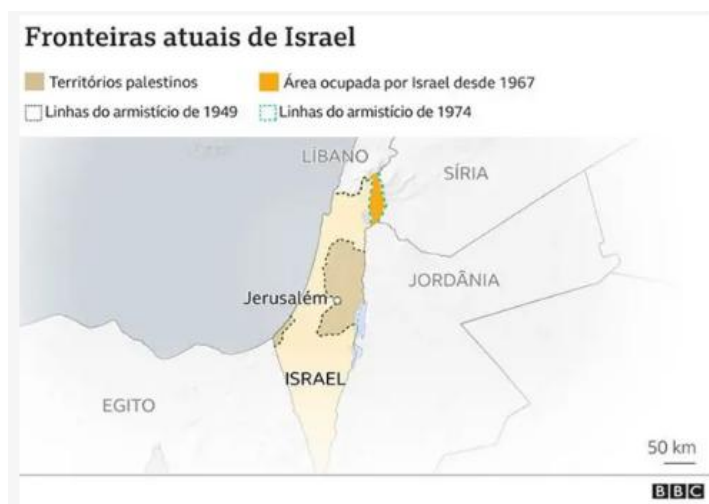 Fronteiras atuais de Israel
Territórios palestinos
Área ocupada por Israel desde 1967
Linhas do armistício de 1949
Linhas do armistício de 1974
LÍBANO
SÍRIA
JORDÂNIA
Jerusalém
ISRAEL
EGITO
50 km
BBC